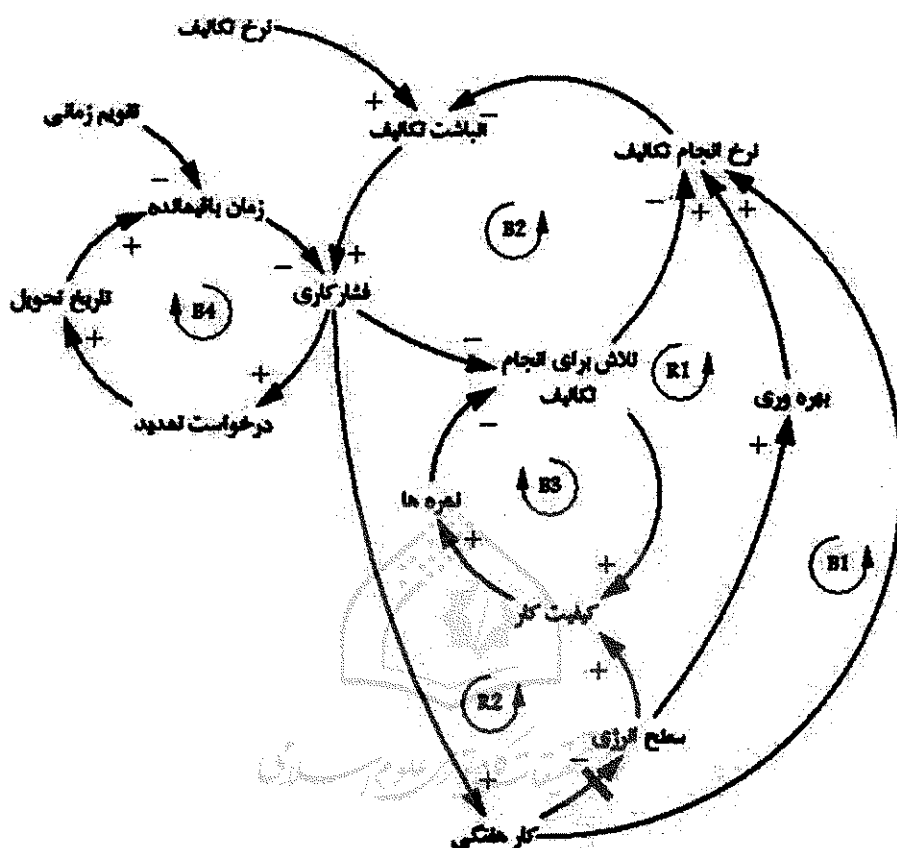 نرخ تکالیف
+
−
انباشت تکالیف
تقویم زمانی
نرخ انجام تکالیف
−
زمان باقیمانده
−
+
+
B2
+
+
−
فشار کاری
تاریخ تحویل
B4
+
−
تلاش برای انجام
تکالیف
R1
+
بهره وری
درخواست تمدید
−
+
B3
نمره ها
+
B1
+
کیفیت کار
+
R2
سطح انرژی
−
+
کار هفتگی